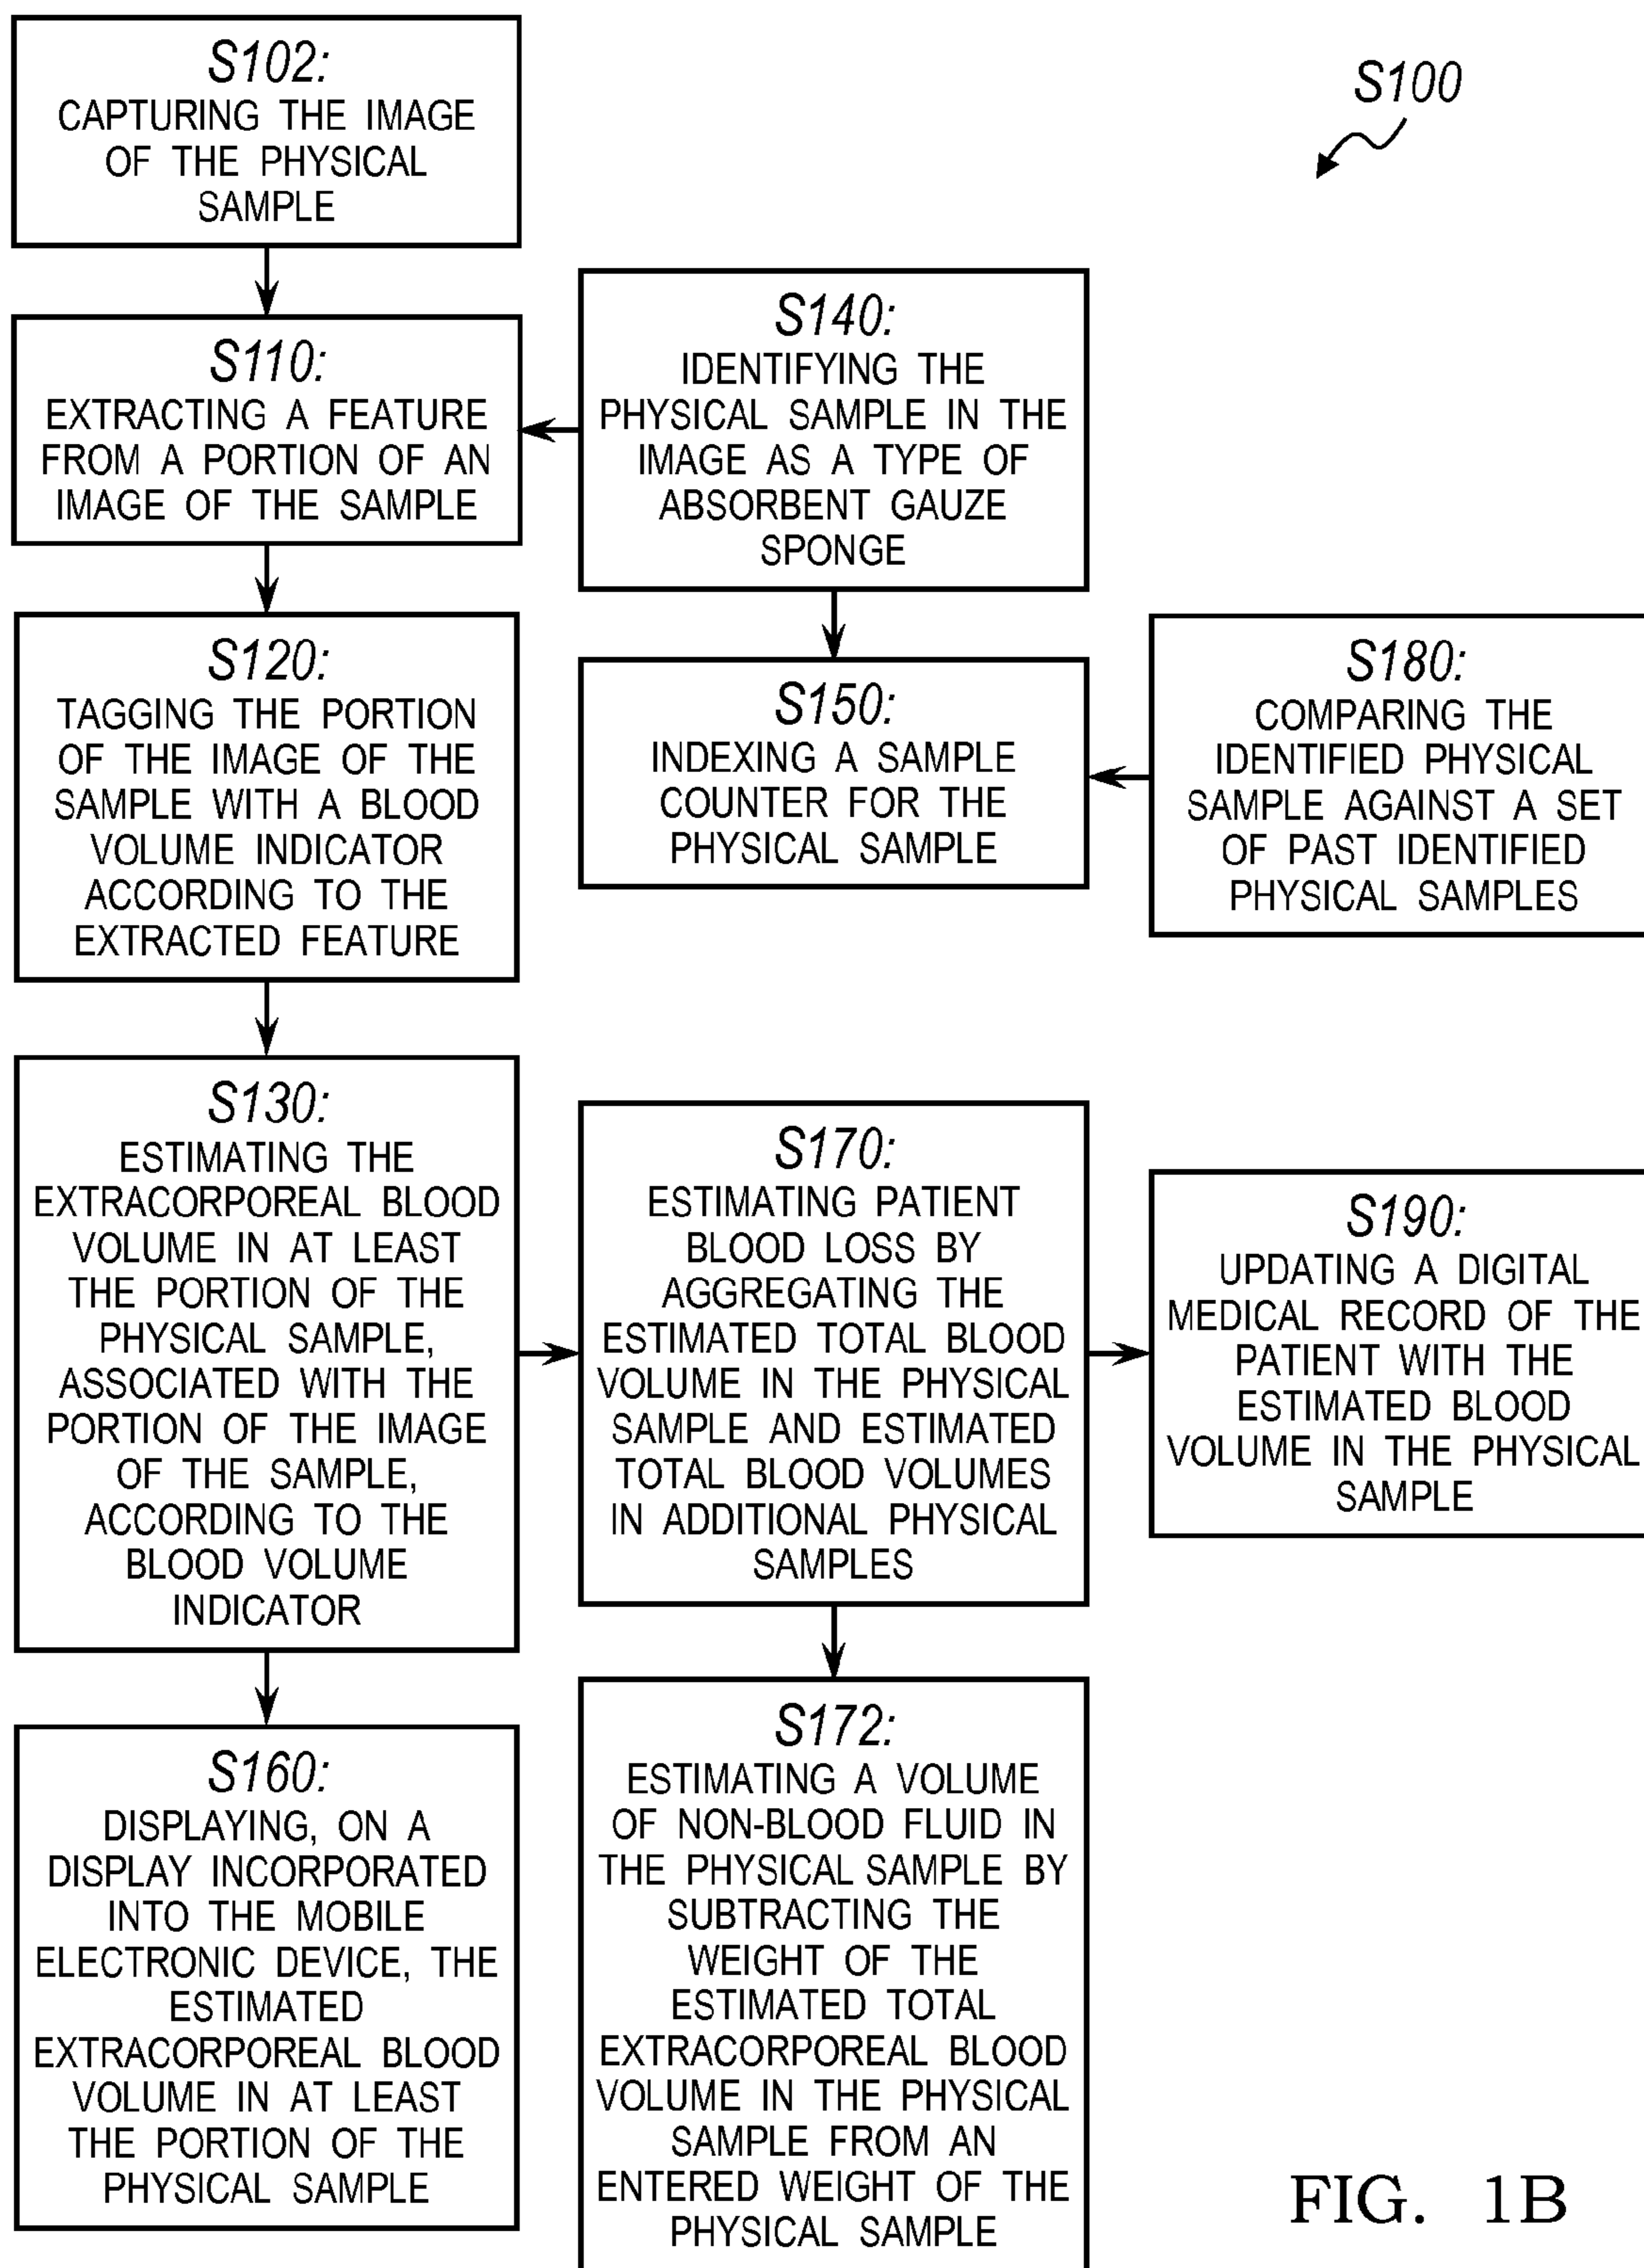 S102:
CAPTURING THE IMAGE
OF THE PHYSICAL
SAMPLE
S100
S110:
EXTRACTING A FEATURE
FROM A PORTION OF AN
IMAGE OF THE SAMPLE
S140:
IDENTIFYING THE
PHYSICAL SAMPLE IN THE
IMAGE AS A TYPE OF
ABSORBENT GAUZE
SPONGE
S120:
TAGGING THE PORTION
OF THE IMAGE OF THE
SAMPLE WITH A BLOOD
VOLUME INDICATOR
ACCORDING TO THE
EXTRACTED FEATURE
S150:
INDEXING A SAMPLE
COUNTER FOR THE
PHYSICAL SAMPLE
S180:
COMPARING THE
IDENTIFIED PHYSICAL
SAMPLE AGAINST A SET
OF PAST IDENTIFIED
PHYSICAL SAMPLES
S130:
ESTIMATING THE
EXTRACORPOREAL BLOOD
VOLUME IN AT LEAST
THE PORTION OF THE
PHYSICAL SAMPLE,
ASSOCIATED WITH THE
PORTION OF THE IMAGE
OF THE SAMPLE,
ACCORDING TO THE
BLOOD VOLUME
INDICATOR
S170:
ESTIMATING PATIENT
BLOOD LOSS BY
AGGREGATING THE
ESTIMATED TOTAL BLOOD
VOLUME IN THE PHYSICAL
SAMPLE AND ESTIMATED
TOTAL BLOOD VOLUMES
IN ADDITIONAL PHYSICAL
SAMPLES
S190:
UPDATING A DIGITAL
MEDICAL RECORD OF THE
PATIENT WITH THE
ESTIMATED BLOOD
VOLUME IN THE PHYSICAL
SAMPLE
S160:
DISPLAYING, ON A
DISPLAY INCORPORATED
INTO THE MOBILE
ELECTRONIC DEVICE, THE
ESTIMATED
EXTRACORPOREAL BLOOD
VOLUME IN AT LEAST
THE PORTION OF THE
PHYSICAL SAMPLE
S172:
ESTIMATING A VOLUME
OF NON-BLOOD FLUID IN
THE PHYSICAL SAMPLE BY
SUBTRACTING THE
WEIGHT OF THE
ESTIMATED TOTAL
EXTRACORPOREAL BLOOD
VOLUME IN THE PHYSICAL
SAMPLE FROM AN
ENTERED WEIGHT OF THE
PHYSICAL SAMPLE
FIG. 1B